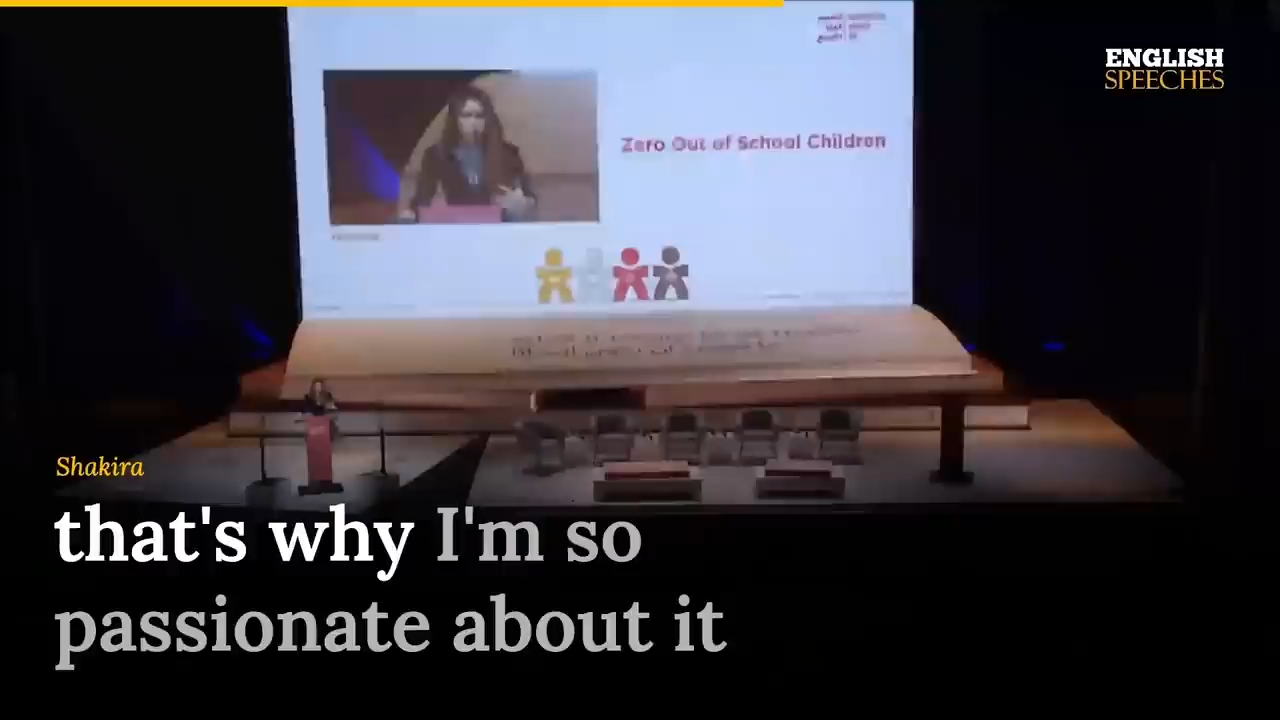 ENGLISH
SPEECHES
Zero Out of School Children
Shakira
that's why I'm so
passionate about it